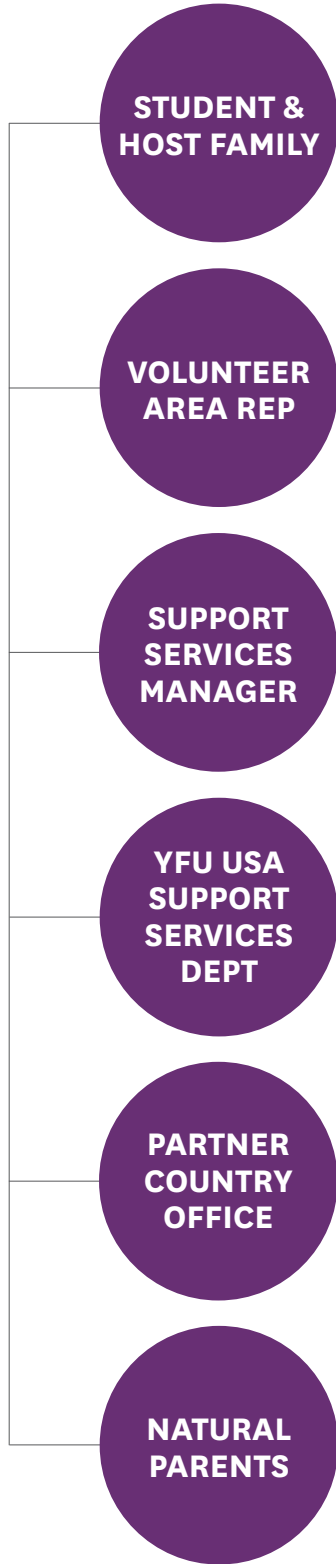 STUDENT &
HOST FAMILY
VOLUNTEER
AREA REP
SUPPORT
SERVICES
MANAGER
YFU USA
SUPPORT
SERVICES
DEPT
PARTNER
COUNTRY
OFFICE
NATURAL
PARENTS